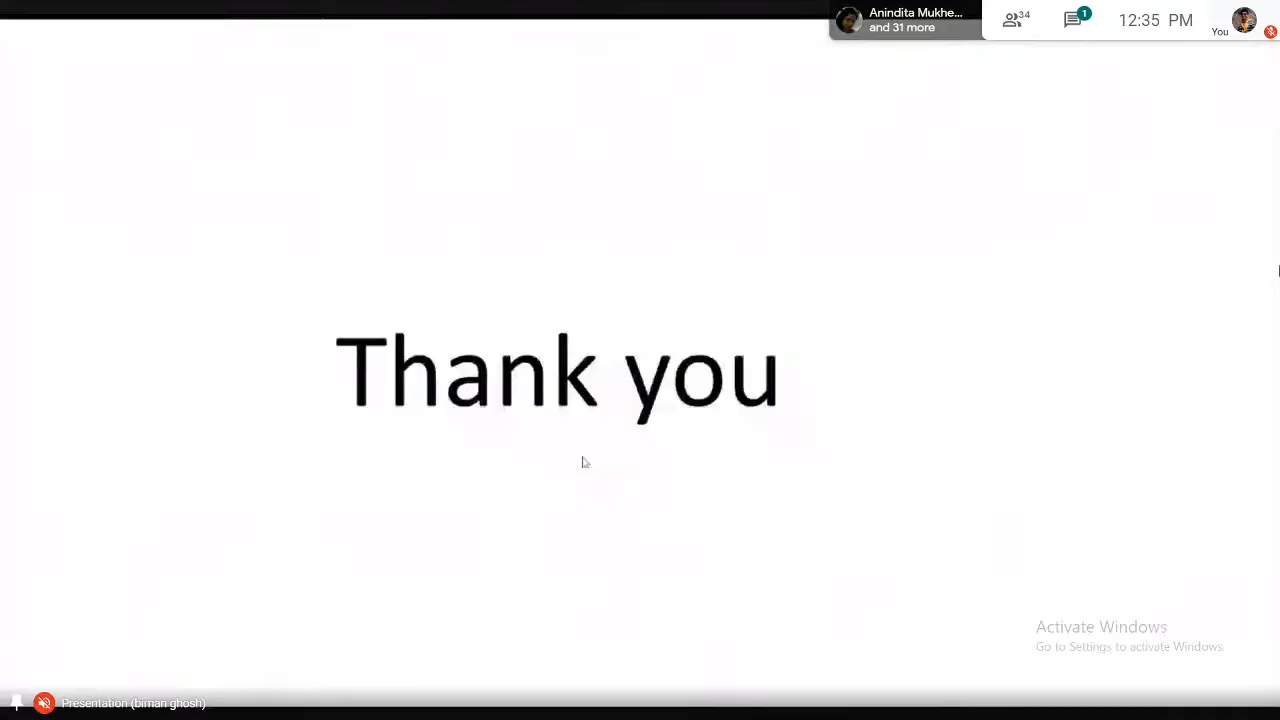 Anindita Mukhe...
and 31 more
34
1
12:35 PM
You
Thank you
Activate Windows
Go to Settings to activate Windows.
Presentation (biman ghosh)